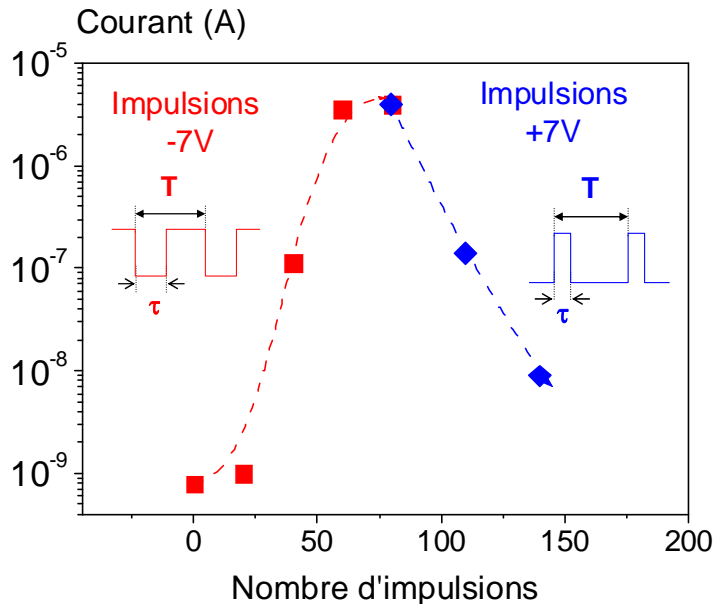 Courant (A)
10⁻⁵
10⁻⁶
10⁻⁷
10⁻⁸
10⁻⁹
Impulsions
-7V
T
τ
Impulsions
+7V
T
τ
0 50 100 150 200
Nombre d'impulsions